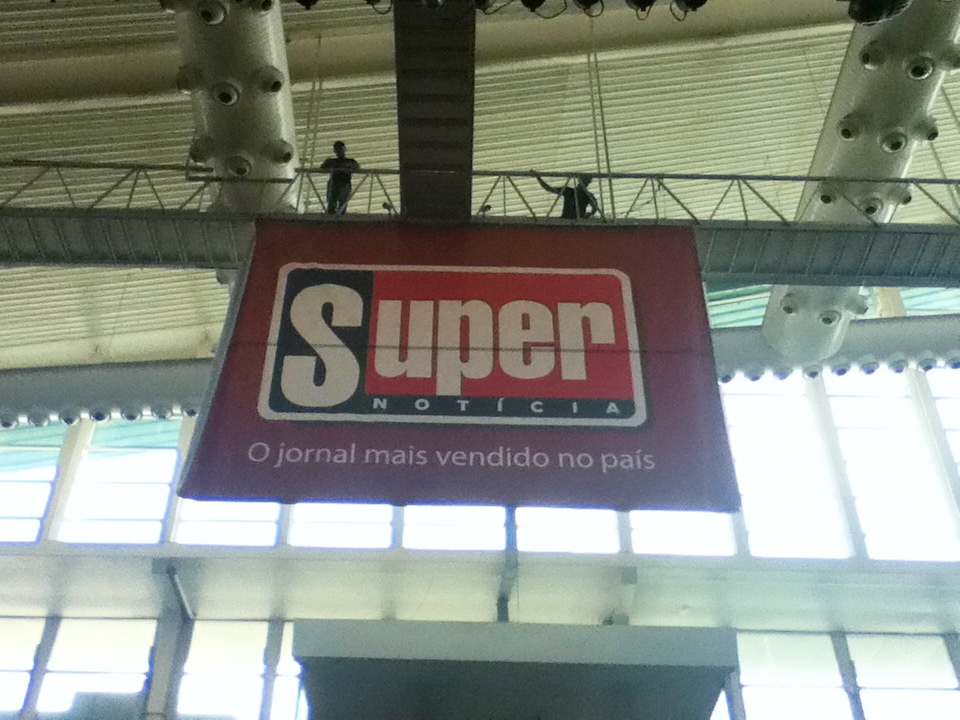 Super
NOTÍCIA
O jornal mais vendido no país